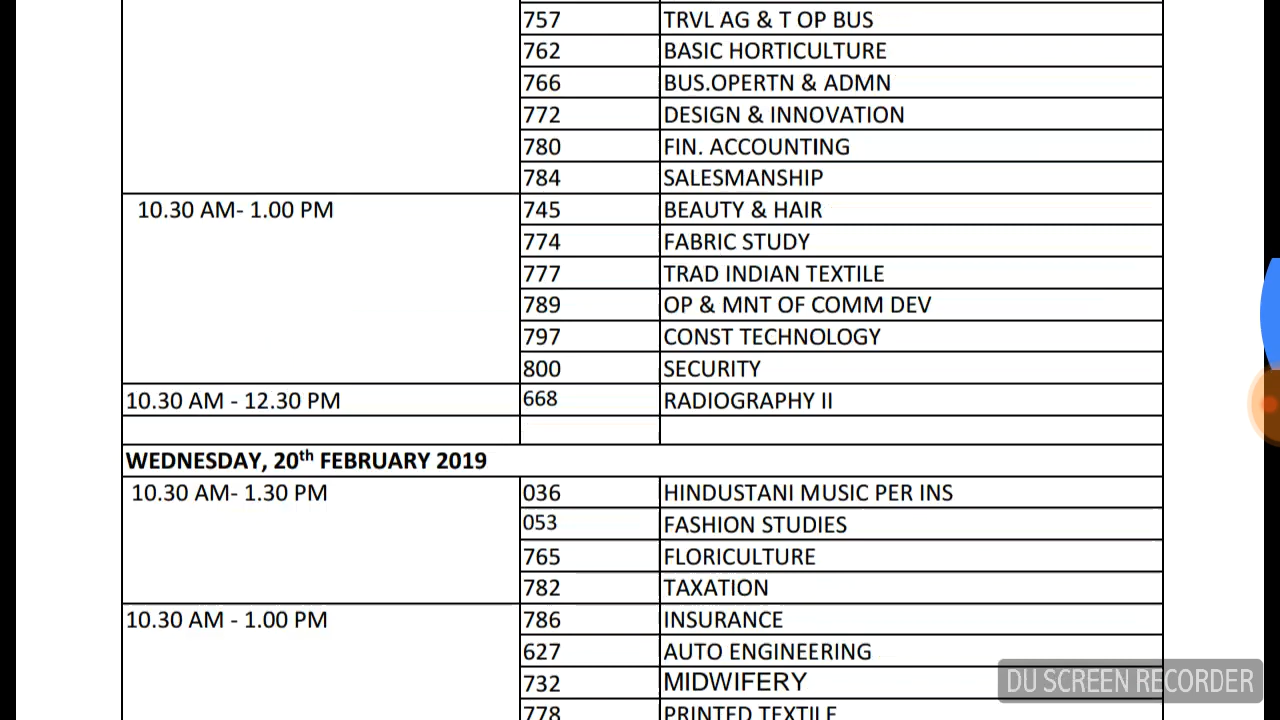 757 TRVL AG & T OP BUS
762 BASIC HORTICULTURE
766 BUS.OPERTN & ADMN
772 DESIGN & INNOVATION
780 FIN. ACCOUNTING
784 SALESMANSHIP
10.30 AM- 1.00 PM 745 BEAUTY & HAIR
774 FABRIC STUDY
777 TRAD INDIAN TEXTILE
789 OP & MNT OF COMM DEV
797 CONST TECHNOLOGY
800 SECURITY
10.30 AM - 12.30 PM 668 RADIOGRAPHY II
WEDNESDAY, 20th FEBRUARY 2019
10.30 AM- 1.30 PM 036 HINDUSTANI MUSIC PER INS
053 FASHION STUDIES
765 FLORICULTURE
782 TAXATION
10.30 AM - 1.00 PM 786 INSURANCE
627 AUTO ENGINEERING
732 MIDWIFERY
778 PRINTED TEXTILE
DU SCREEN RECORDER